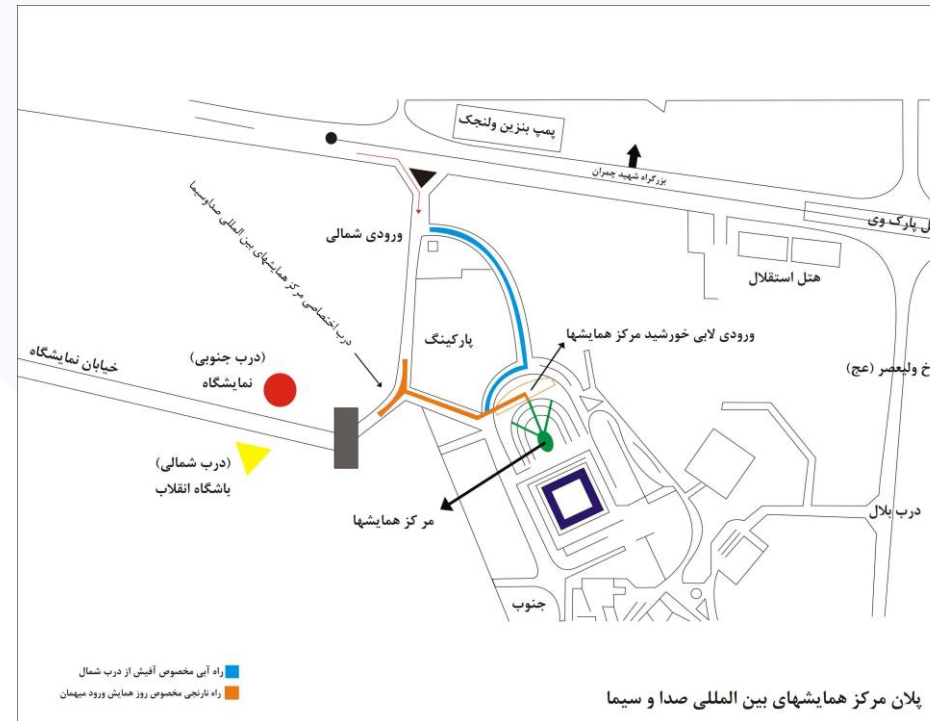 پمپ بنزین ولنجک
بزرگراه شهید چمران
ل پارک وی
ورودی شمالی
هتل استقلال
درب اختصاصی مرکز همایشهای بین المللی صداوسیما
ورودی لابی خورشید مرکز همایشها
پارکینگ
خیابان نمایشگاه
(درب جنوبی)
نمایشگاه
خ ولیعصر (عج)
(درب شمالی)
باشگاه انقلاب
درب بلال
مرکز همایشها
جنوب
راه آبی مخصوص آفیش از درب شمال
راه نارنجی مخصوص روز همایش ورود میهمان
پلان مرکز همایشهای بین المللی صدا و سیما